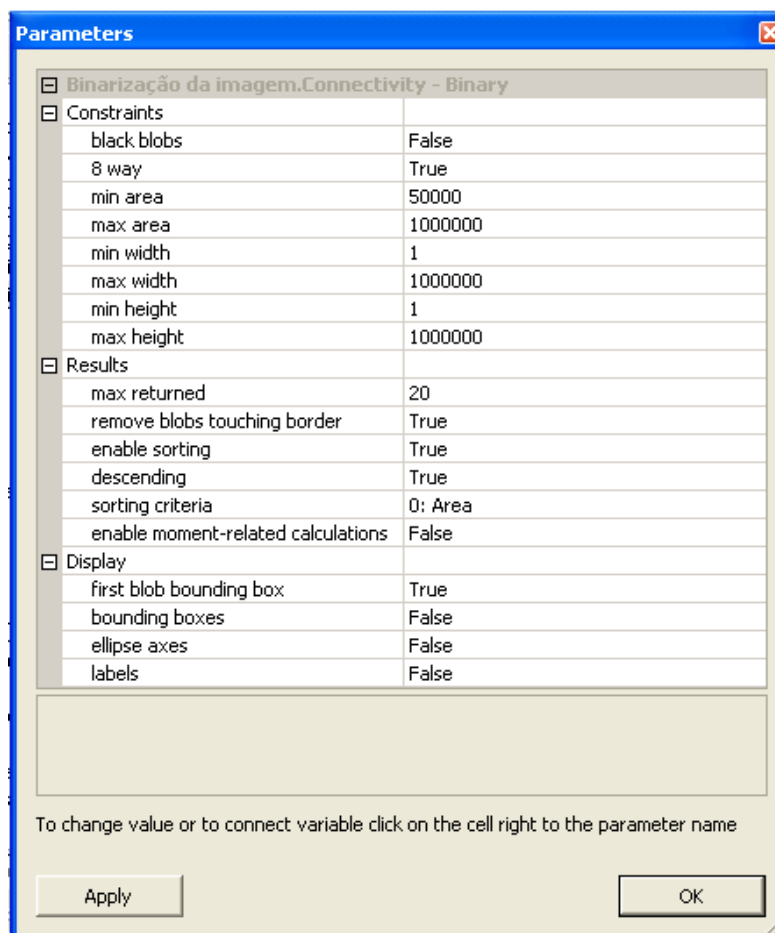 Parameters
Binarização da imagem.Connectivity - Binary
Constraints
black blobs False
8 way True
min area 50000
max area 1000000
min width 1
max width 1000000
min height 1
max height 1000000
Results
max returned 20
remove blobs touching border True
enable sorting True
descending True
sorting criteria 0: Area
enable moment-related calculations False
Display
first blob bounding box True
bounding boxes False
ellipse axes False
labels False
To change value or to connect variable click on the cell right to the parameter name
Apply OK